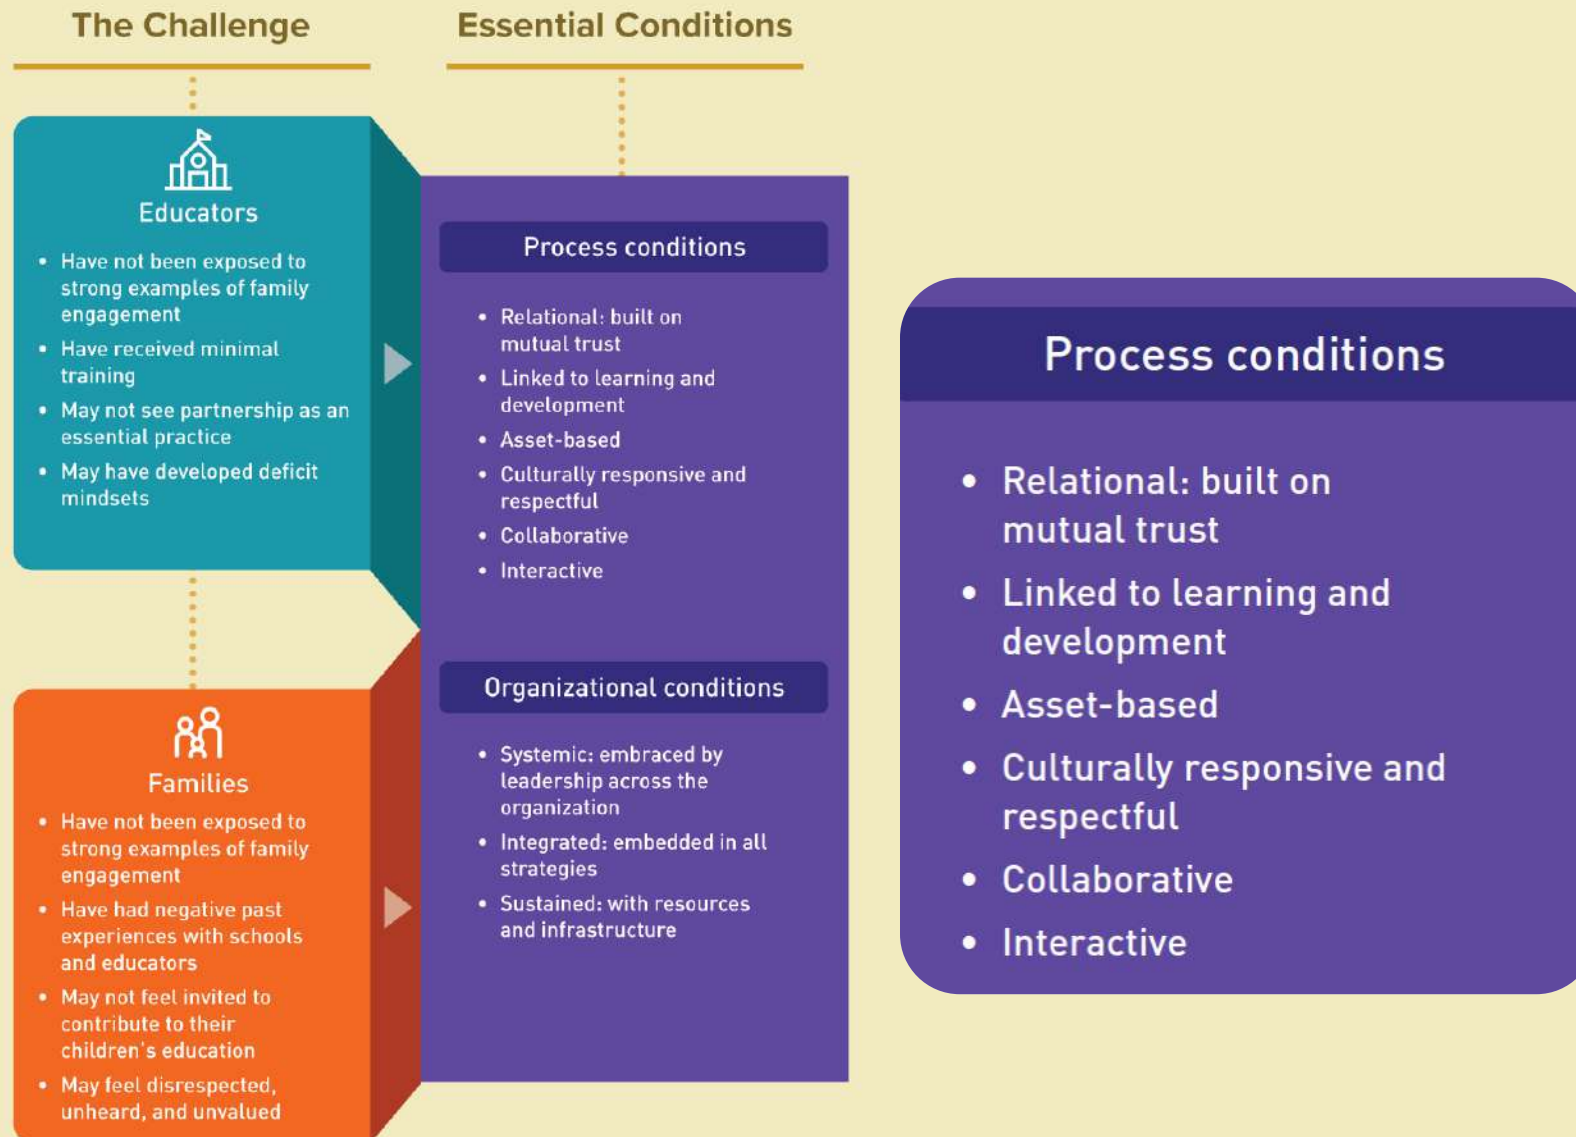 The Challenge
Educators
• Have not been exposed to
strong examples of family
engagement
• Have received minimal
training
• May not see partnership as an
essential practice
• May have developed deficit
mindsets
Families
• Have not been exposed to
strong examples of family
engagement
• Have had negative past
experiences with schools
and educators
• May not feel invited to
contribute to their
children's education
• May feel disrespected,
unheard, and unvalued
Essential Conditions
Process conditions
• Relational: built on
mutual trust
• Linked to learning and
development
• Asset-based
• Culturally responsive and
respectful
• Collaborative
• Interactive
Organizational conditions
• Systemic: embraced by
leadership across the
organization
• Integrated: embedded in all
strategies
• Sustained: with resources
and infrastructure
Process conditions
• Relational: built on
mutual trust
• Linked to learning and
development
• Asset-based
• Culturally responsive and
respectful
• Collaborative
• Interactive